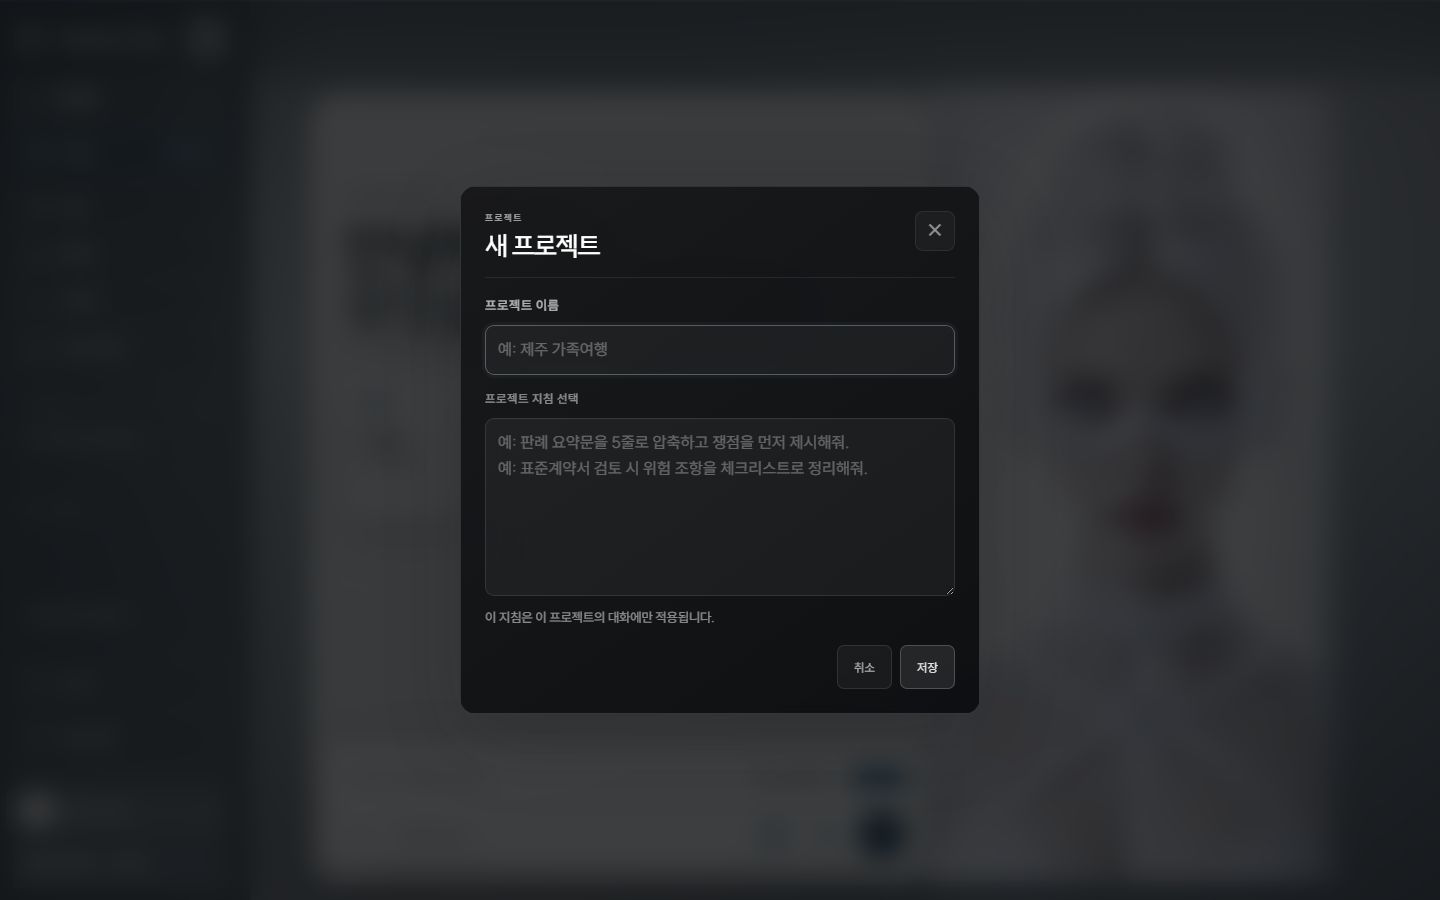 프로젝트
새 프로젝트
프로젝트 이름
예: 제주 가족여행
프로젝트 지침 선택
예: 판례 요약문을 5줄로 압축하고 쟁점을 먼저 제시해줘.
예: 표준계약서 검토 시 위험 조항을 체크리스트로 정리해줘.
이 지침은 이 프로젝트의 대화에만 적용됩니다.
취소
저장